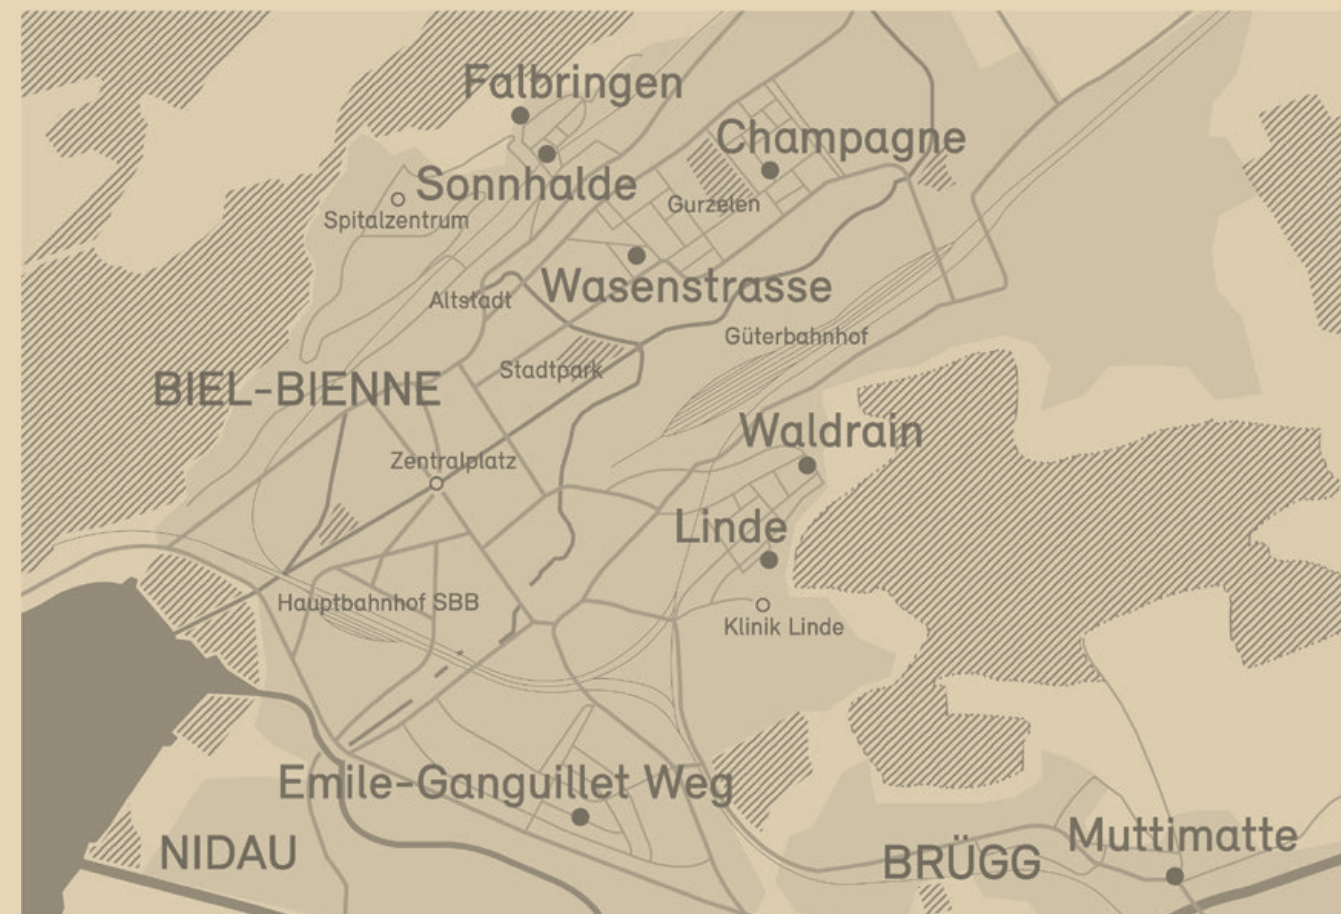 Falbringen
Champagne
Sonnhalde
Gurzelen
Spitalzentrum
Wasenstrasse
Altstadt
Güterbahnhof
Stadtpark
BIEL-BIENNE
Waldrain
Zentralplatz
Linde
Hauptbahnhof SBB
Klinik Linde
Emile-Ganguillet Weg
Muttimatte
NIDAU
BRÜGG